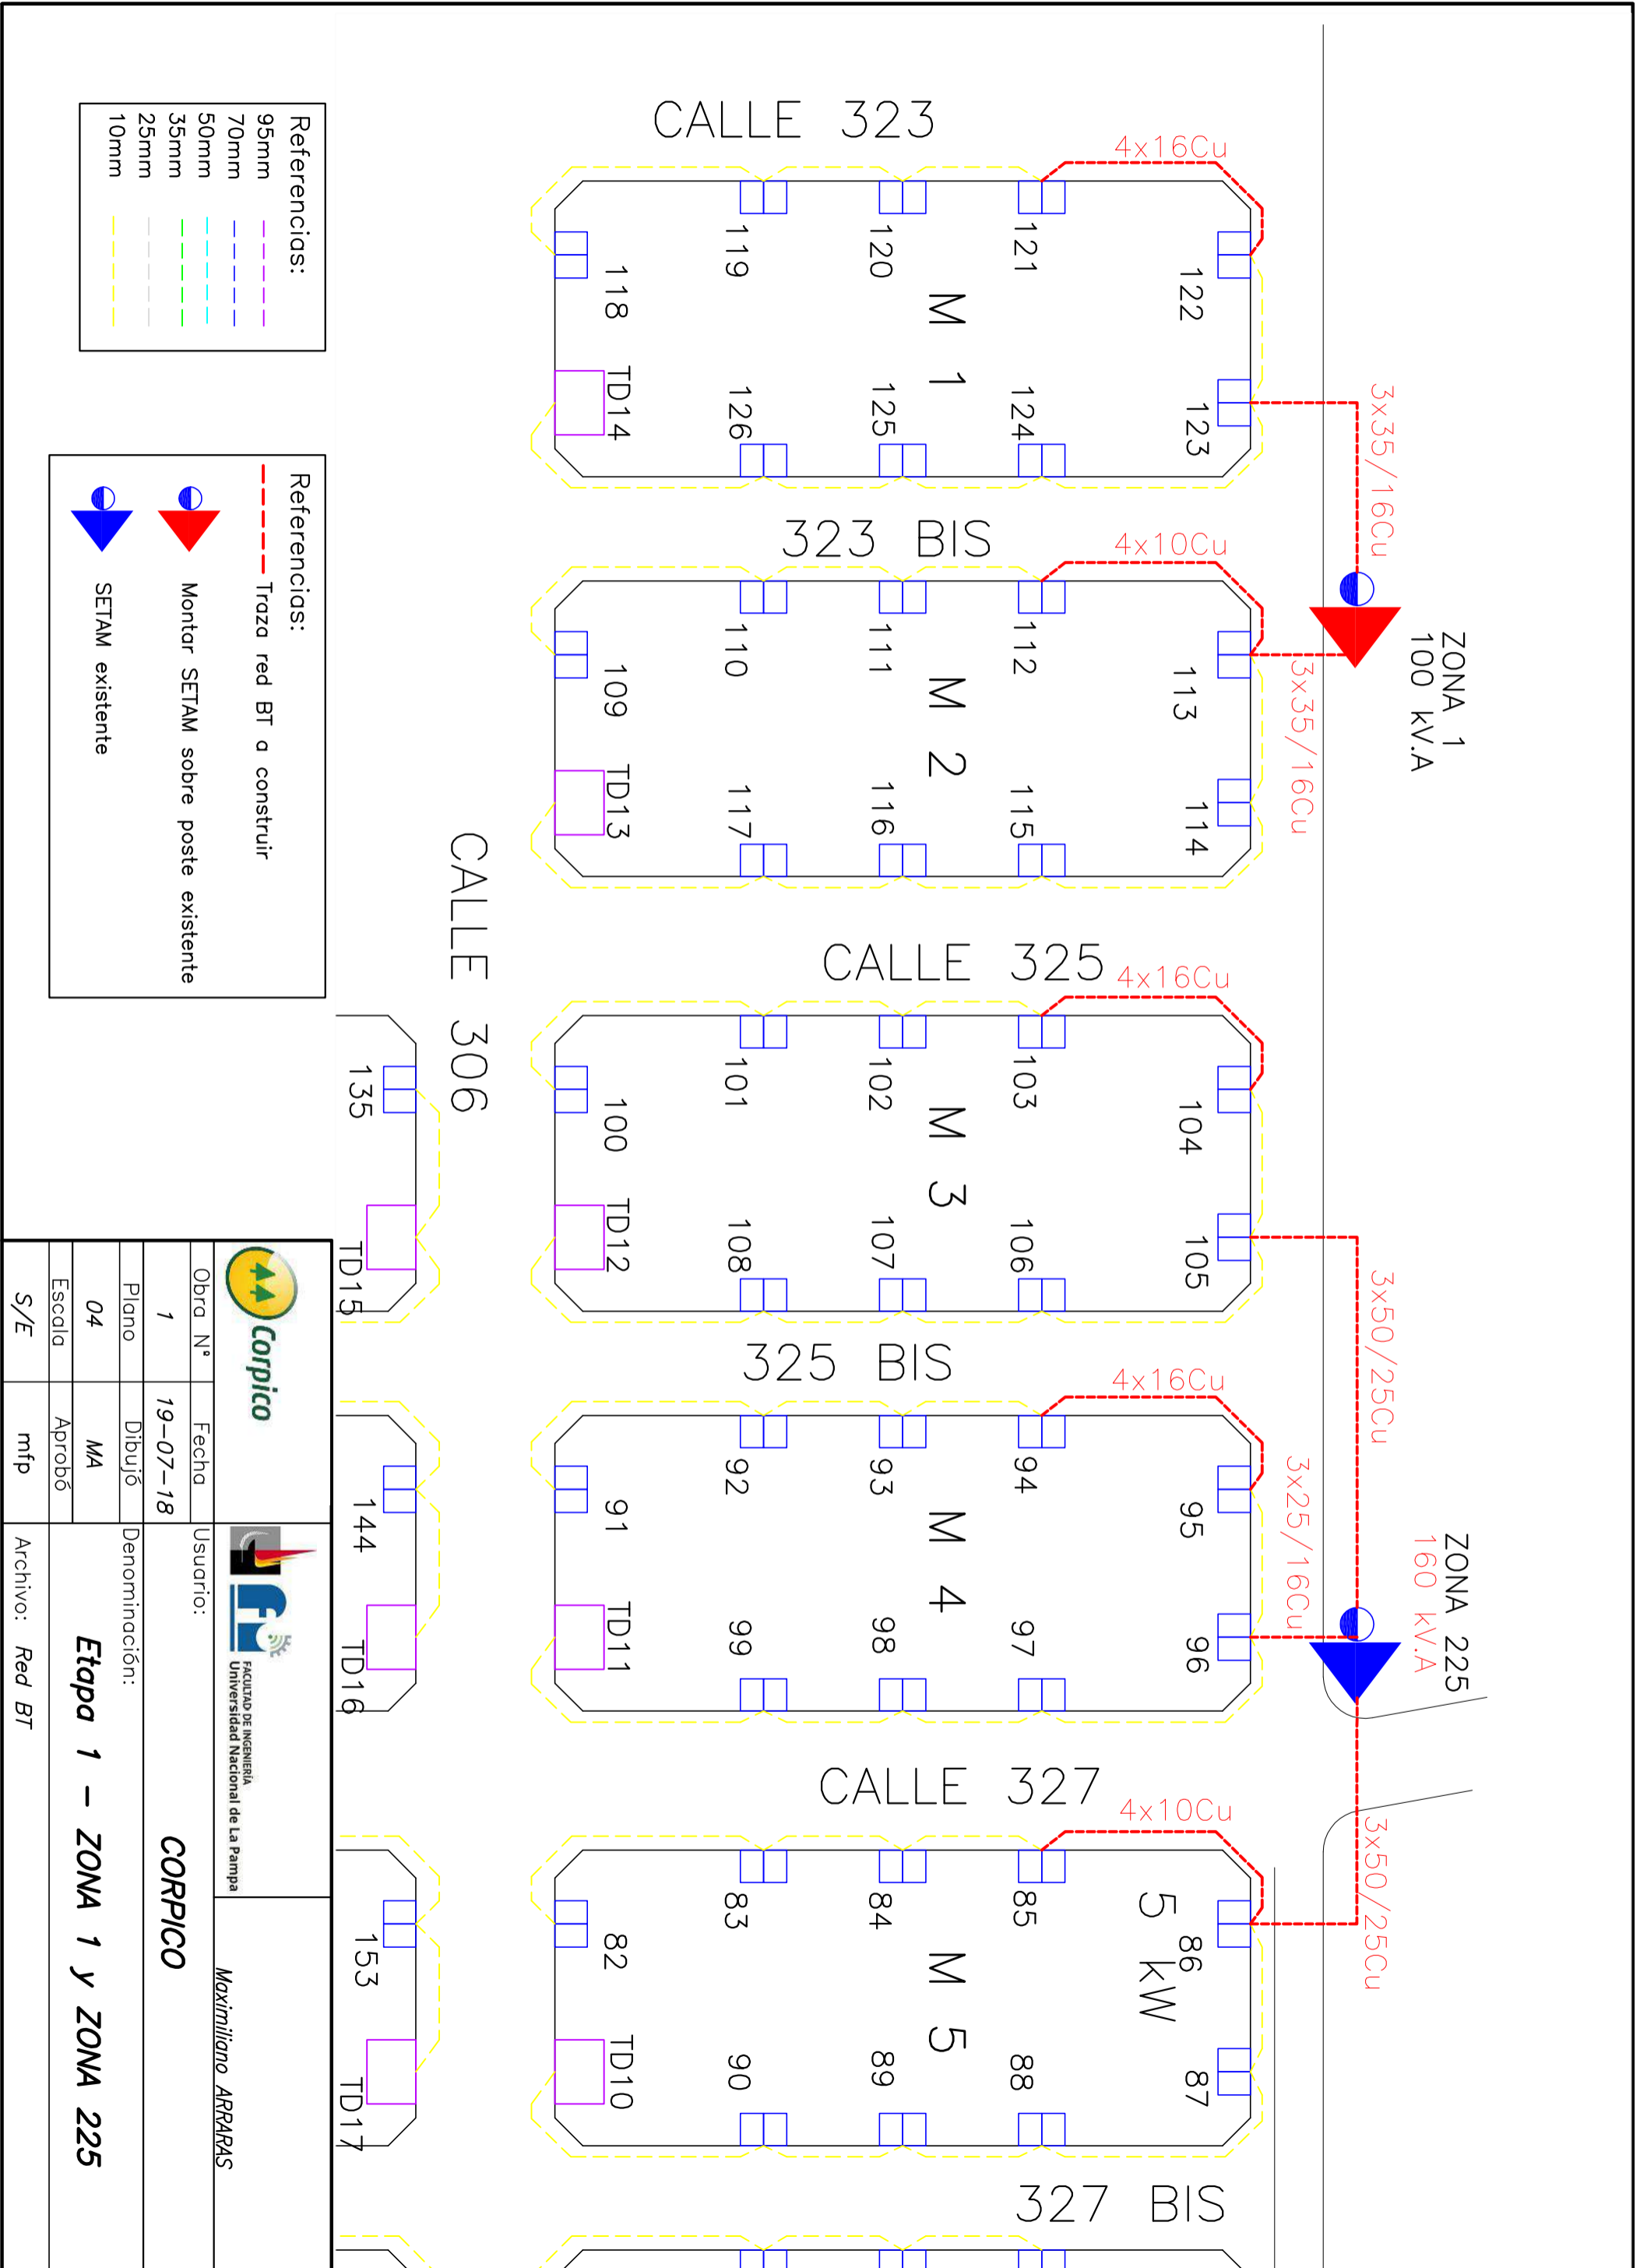 ZONA 1
100 kV.A
ZONA 225
160 kV.A
3x35/16Cu
3x35/16Cu
3x50/25Cu
3x25/16Cu
3x50/25Cu
CALLE 323
4x16Cu
122
123
121
124
M 1
120
125
119
126
118
TD14
323 BIS
4x10Cu
113
114
112
115
M 2
111
116
110
117
109
TD13
CALLE 325
4x16Cu
104
105
103
106
M 3
102
107
101
108
100
TD12
325 BIS
4x16Cu
95
96
94
97
M 4
93
98
92
99
91
TD11
CALLE 327
4x10Cu
86
87
5 kW
85
88
M 5
84
89
83
90
82
TD10
327 BIS
CALLE 306
135
TD15
144
TD16
153
TD17
Referencias:
95mm
70mm
50mm
35mm
25mm
10mm
Referencias:
Traza red BT a construir
Montar SETAM sobre poste existente
SETAM existente
Corpico
FACULTAD DE INGENIERÍA
Universidad Nacional de La Pampa
Maximiliano ARRARAS
Obra N° Fecha Usuario:
1 19-07-18 CORPICO
Plano Dibujó Denominación:
04 MA Etapa 1 - ZONA 1 y ZONA 225
Escala Aprobó
S/E mfp Archivo: Red BT